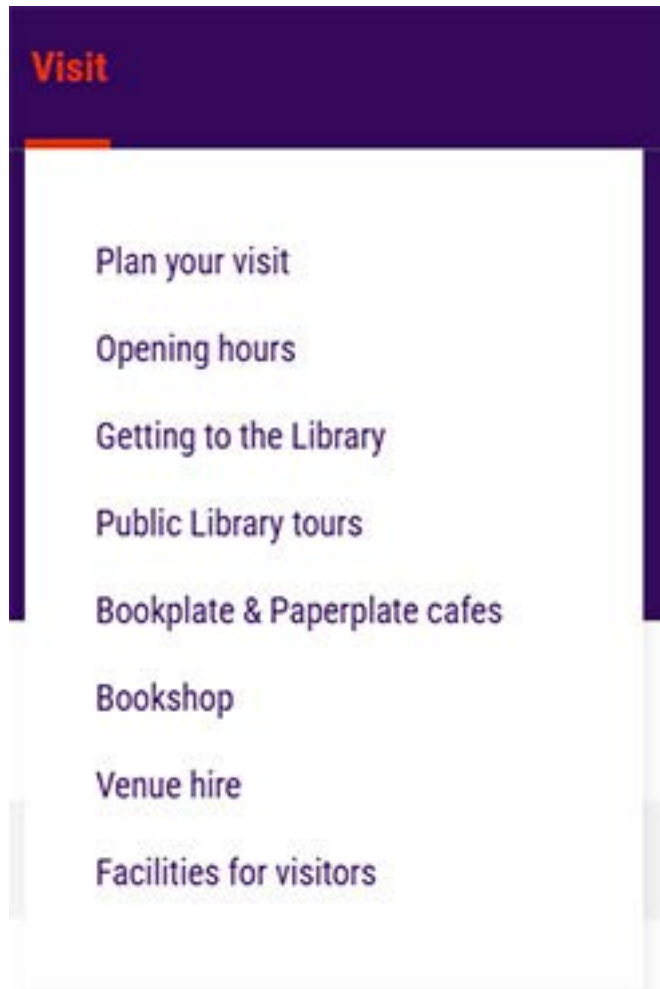 Visit
Plan your visit
Opening hours
Getting to the Library
Public Library tours
Bookplate & Paperplate cafes
Bookshop
Venue hire
Facilities for visitors